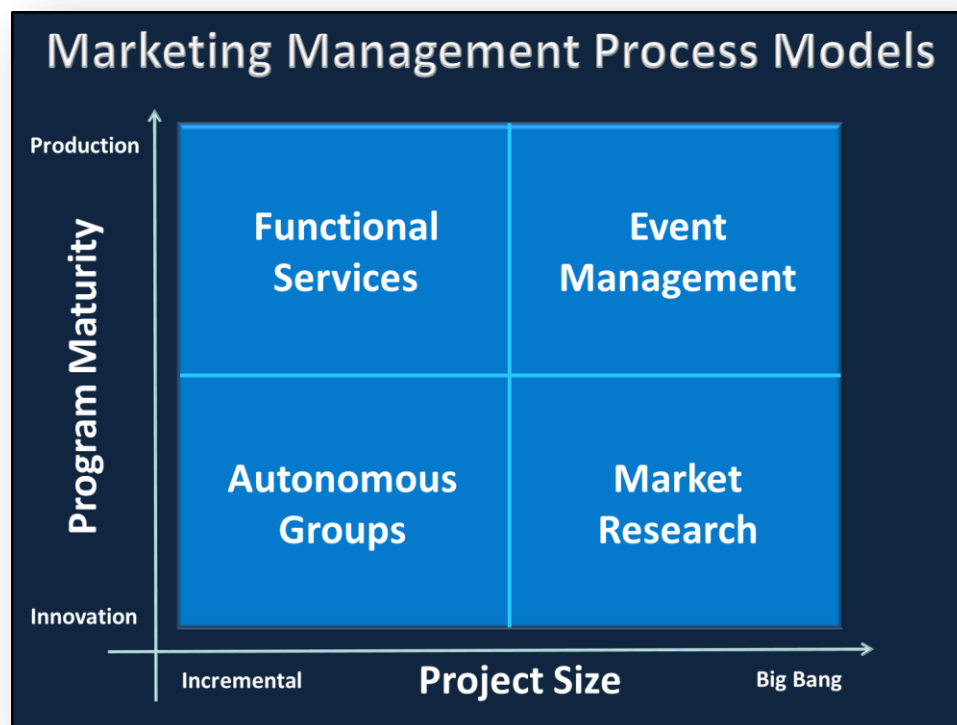 Marketing Management Process Models
Production
Functional
Services
Event
Management
Program Maturity
Autonomous
Groups
Market
Research
Innovation
Incremental
Project Size
Big Bang